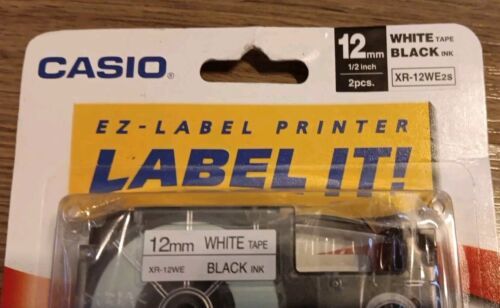 CASIO®
12mm
1/2 inch
2pcs.
WHITE TAPE
BLACK INK
XR-12WE2S
EZ-LABEL PRINTER
LABEL IT!
12mm WHITE TAPE
XR-12WE BLACK INK